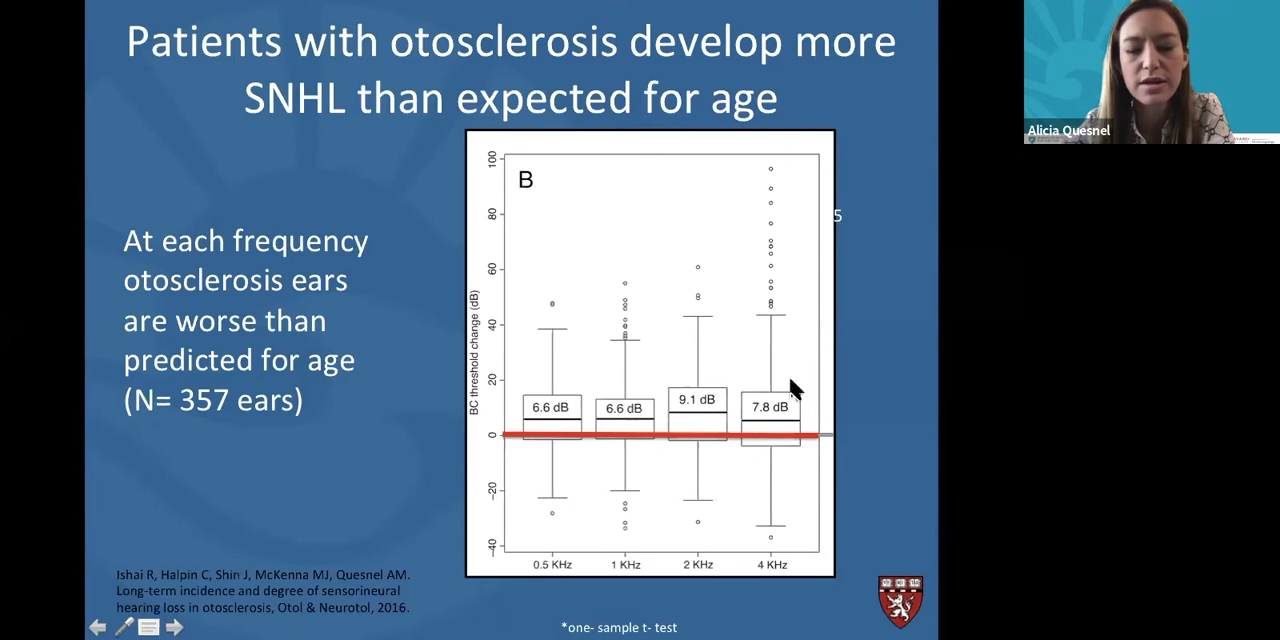 Patients with otosclerosis develop more
SNHL than expected for age
Alicia Quesnel
At each frequency
otosclerosis ears
are worse than
predicted for age
(N= 357 ears)
B
5
BC threshold change (dB)
100
80
60
40
20
0
−20
−40
6.6 dB
6.6 dB
9.1 dB
7.8 dB
0.5 KHz
1 KHz
2 KHz
4 KHz
Ishai R, Halpin C, Shin J, McKenna MJ, Quesnel AM.
Long-term incidence and degree of sensorineural
hearing loss in otosclerosis, Otol & Neurotol, 2016.
*one- sample t- test